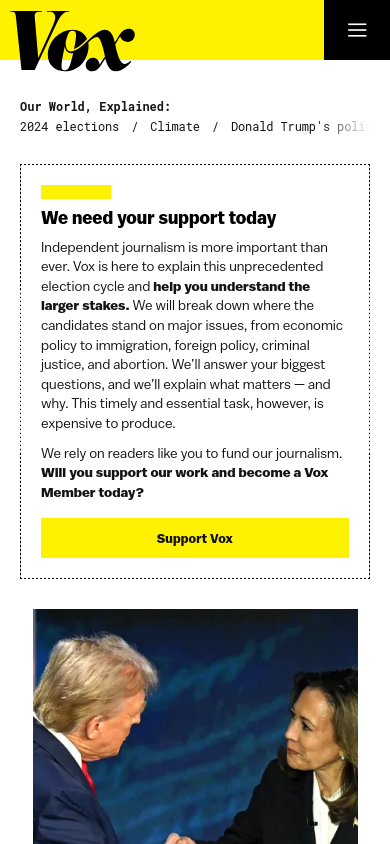 Vox
Our World, Explained:
2024 elections / Climate / Donald Trump's
We need your support today
Independent journalism is more important than
ever. Vox is here to explain this unprecedented
election cycle and help you understand the
larger stakes. We will break down where the
candidates stand on major issues, from economic
policy to immigration, foreign policy, criminal
justice, and abortion. We’ll answer your biggest
questions, and we’ll explain what matters — and
why. This timely and essential task, however, is
expensive to produce.
We rely on readers like you to fund our journalism.
Will you support our work and become a Vox
Member today?
Support Vox